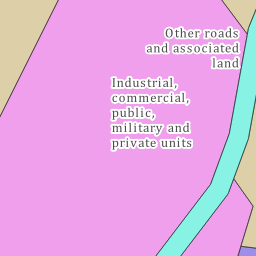 Other roads
and associated
land
Industrial,
commercial,
public,
military and
private units